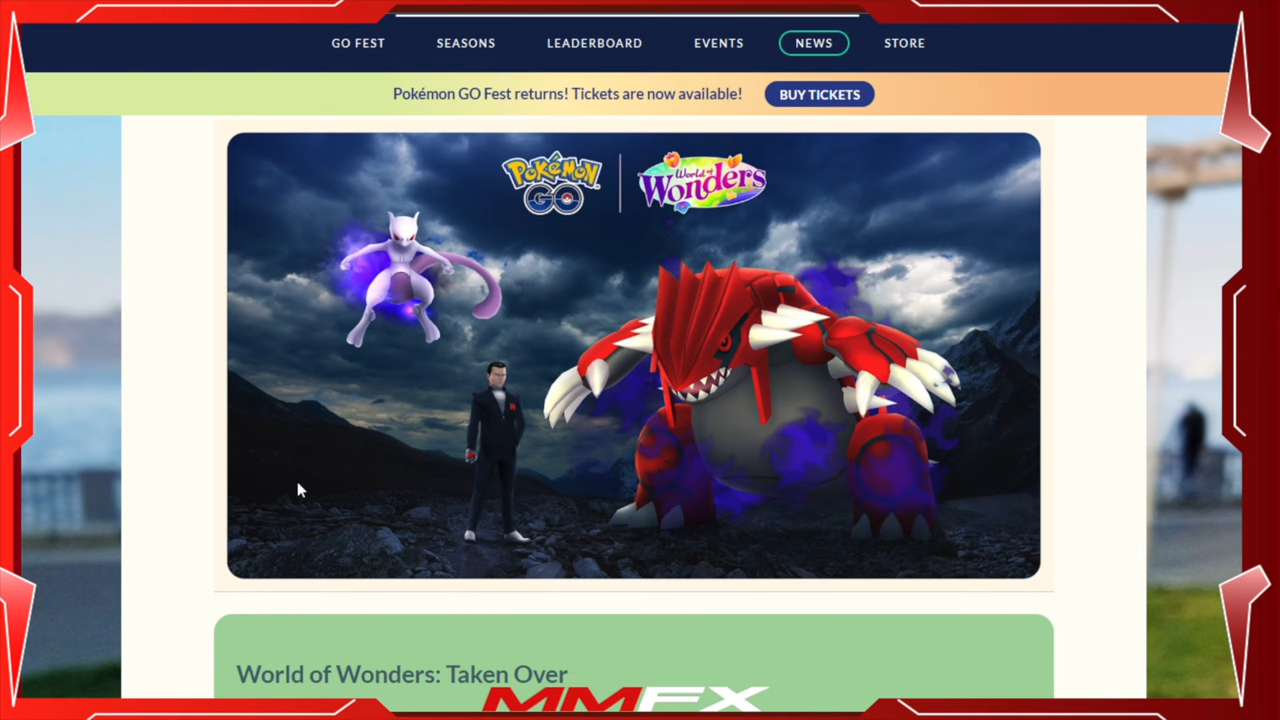 GO FEST SEASONS LEADERBOARD EVENTS NEWS STORE
Pokémon GO Fest returns! Tickets are now available! BUY TICKETS
POKÉMON GO World of Wonders
World of Wonders: Taken Over
MMFX